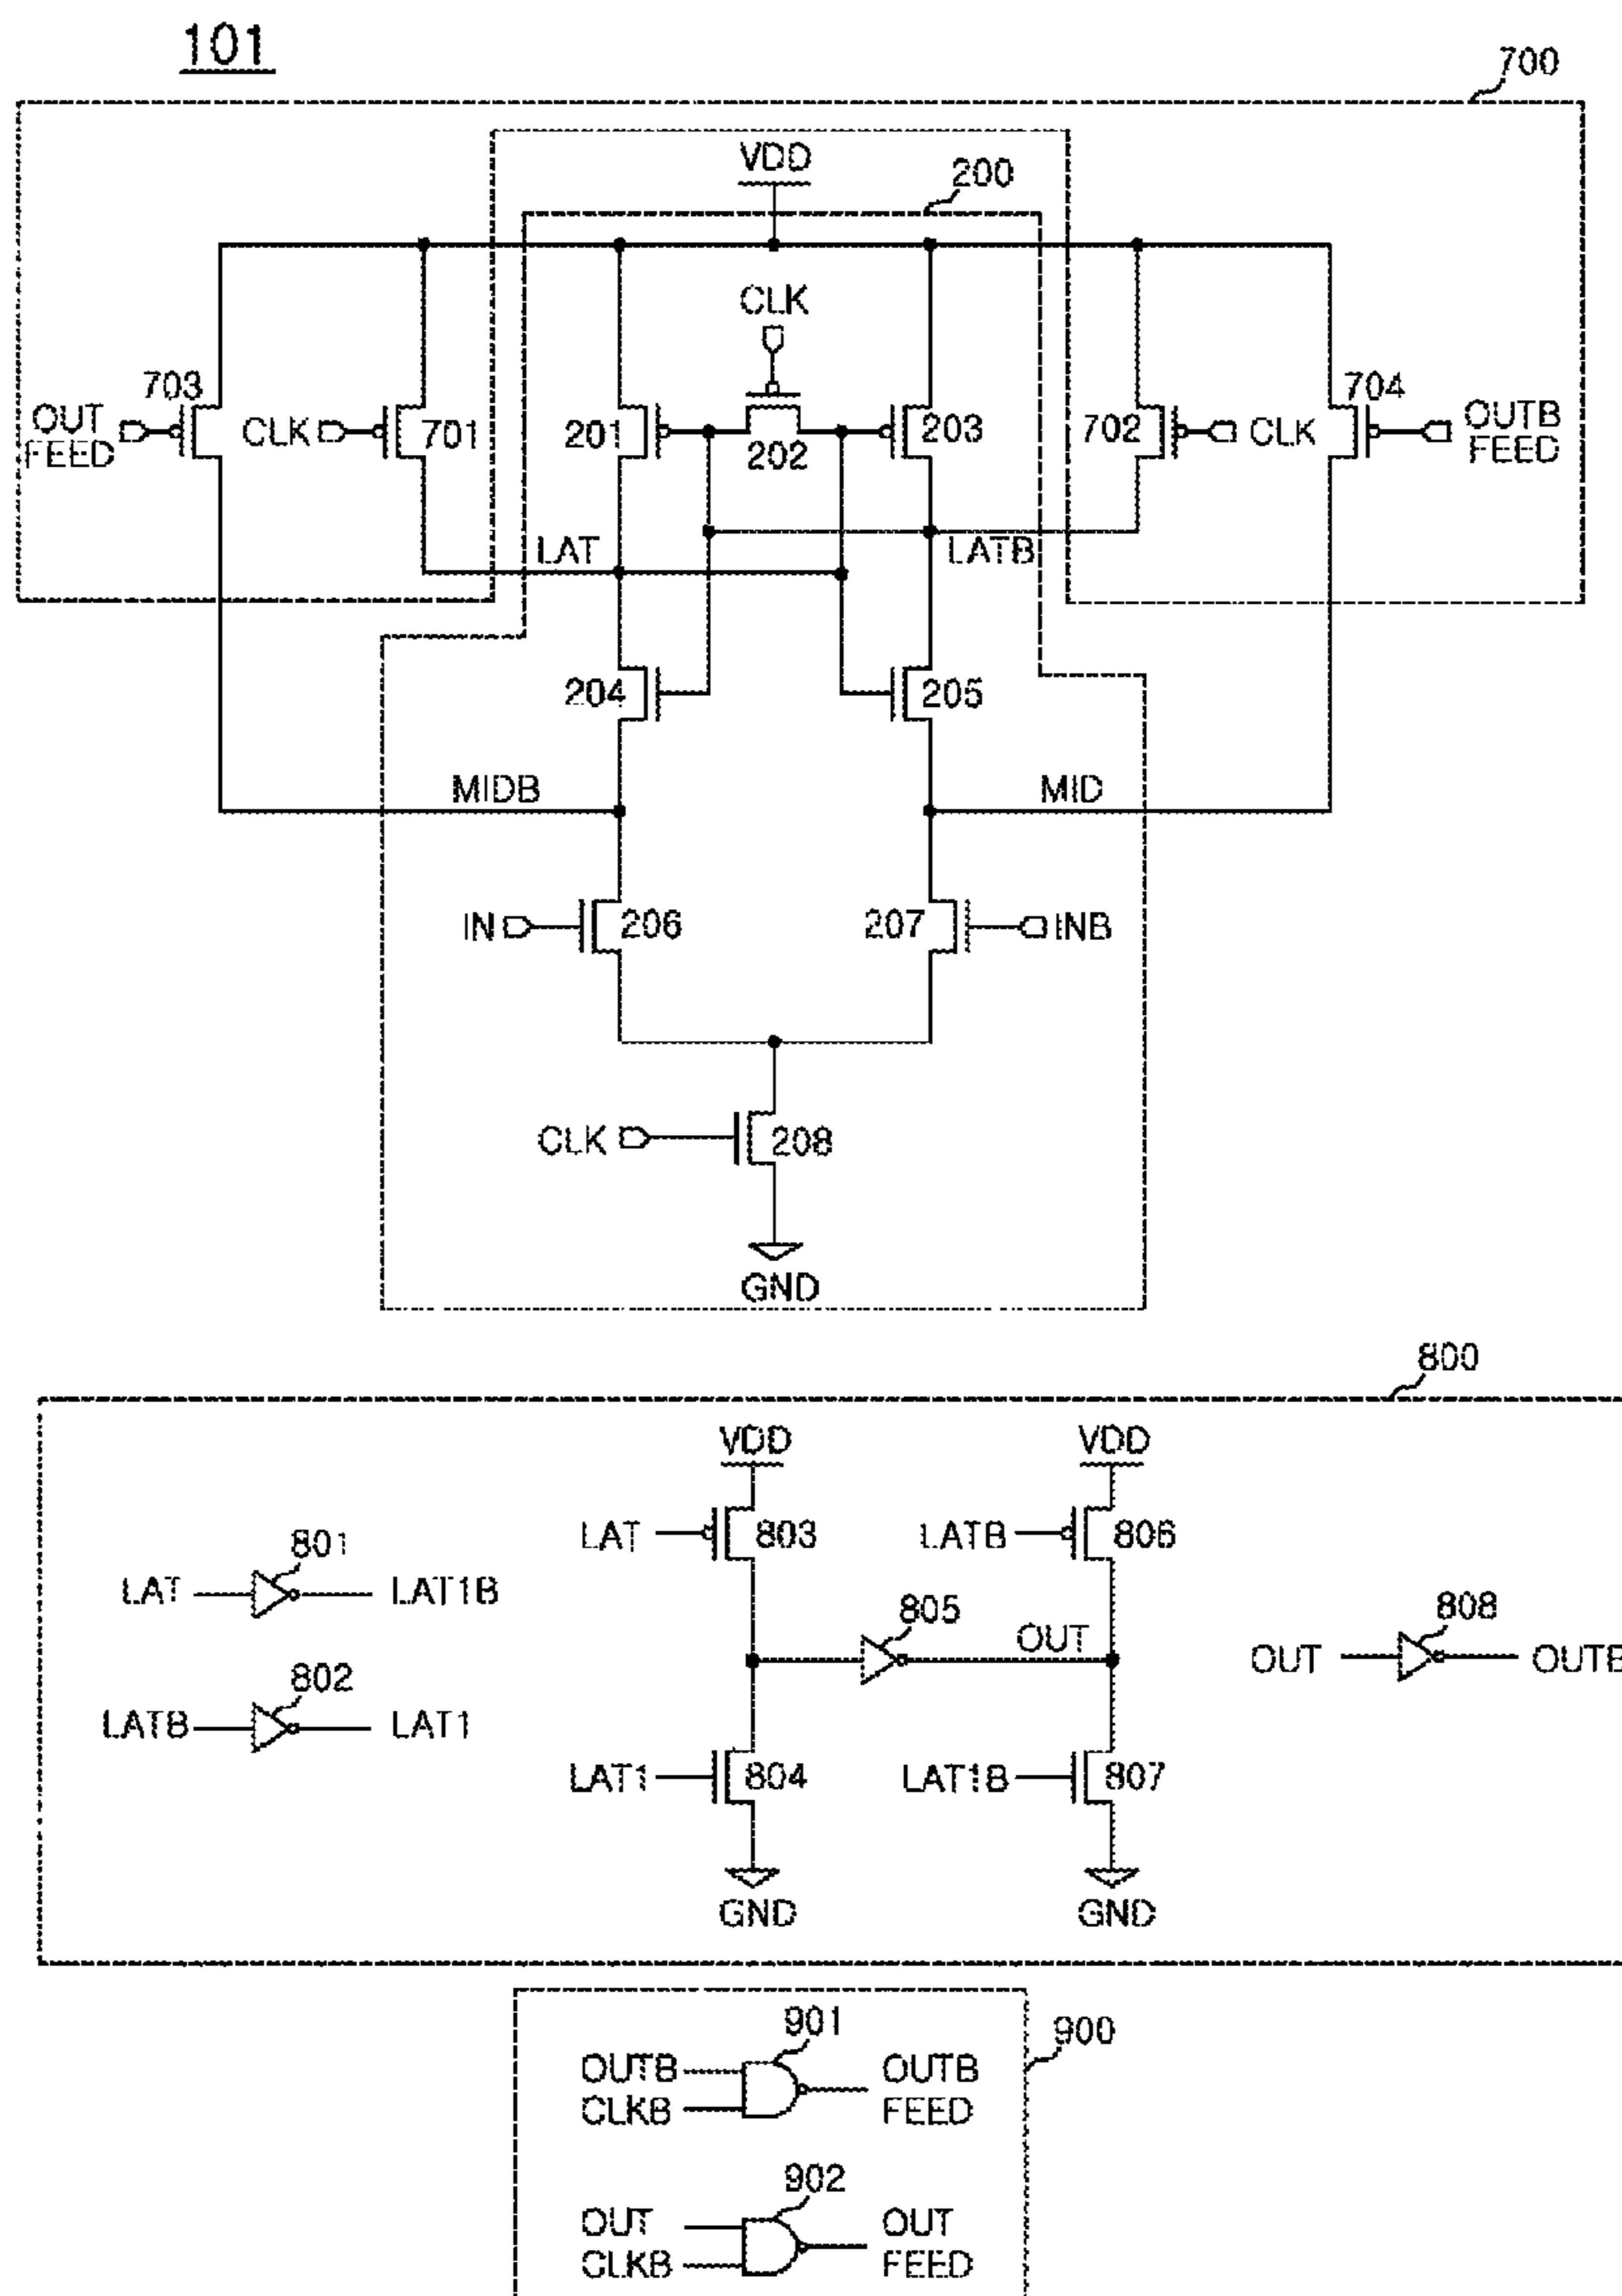 101
700
VDD
200
CLK
703
704
OUT
FEED
CLK
701
201
202
203
702
CLK
OUTB
FEED
LAT
LATB
204
205
MIDB
MID
IN
206
207
INB
CLK
208
GND
800
VDD
VDD
LAT
803
LATB
806
801
LAT
LAT1B
805
OUT
808
OUT
OUTB
802
LATB
LAT1
LAT1
804
LAT1B
807
GND
GND
901
900
OUTB
CLKB
OUTB
FEED
902
OUT
CLKB
OUT
FEED